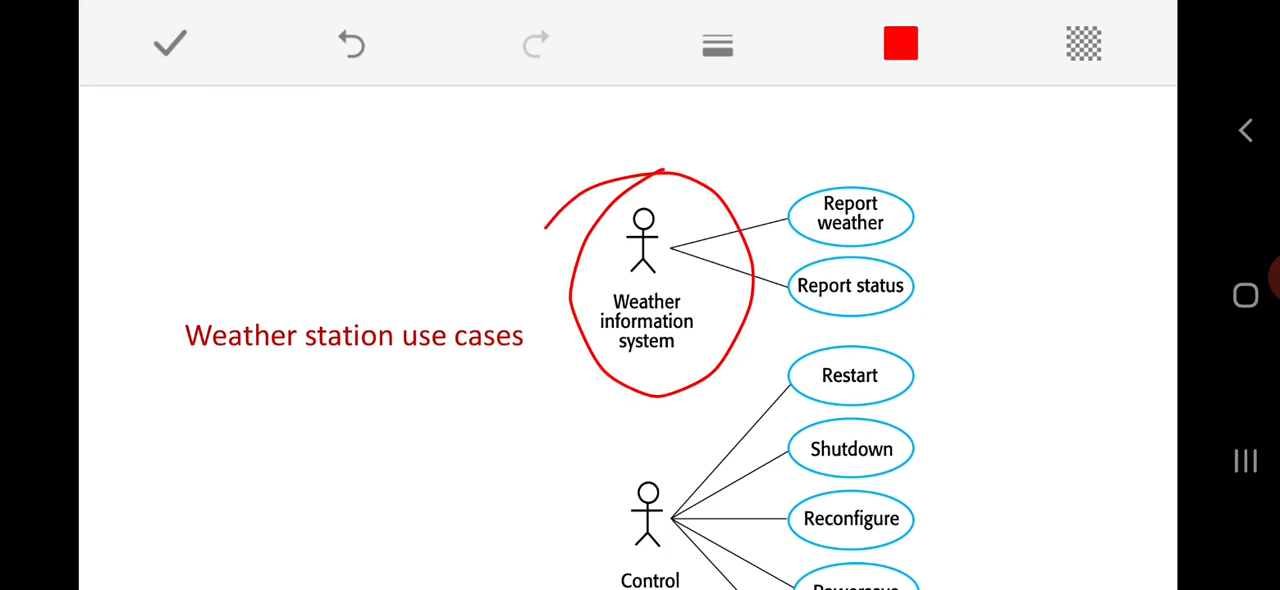 Report
weather
Report status
Weather
information
system
Weather station use cases
Restart
Shutdown
Reconfigure
Control